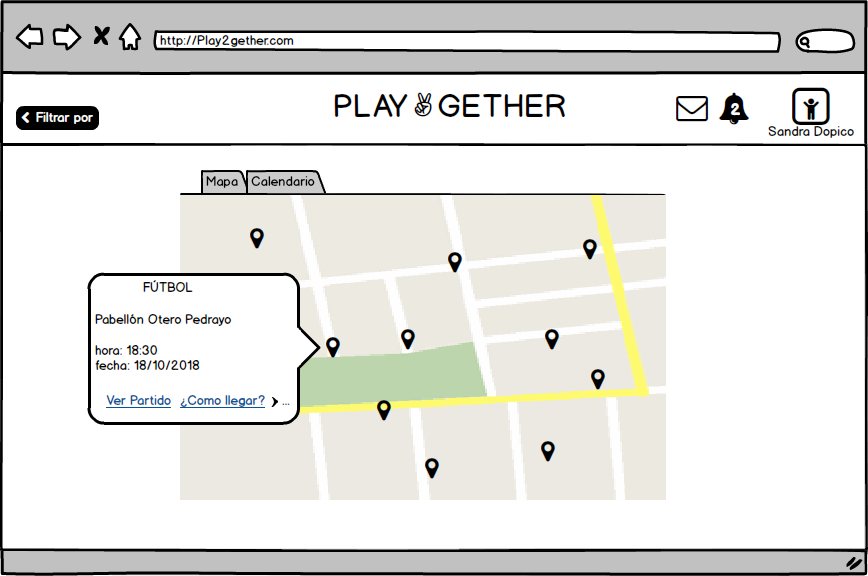 http://Play2gether.com
Filtrar por
PLAY GETHER
2
Sandra Dopico
Mapa
Calendario
FÚTBOL
Pabellón Otero Pedrayo
hora: 18:30
fecha: 18/10/2018
Ver Partido ¿Como llegar? ...